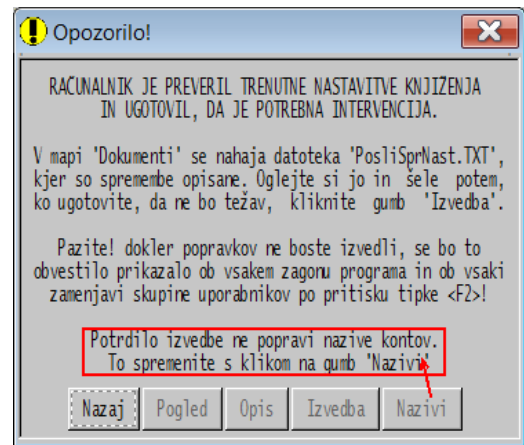 Opozorilo!
RAČUNALNIK JE PREVERIL TRENUTNE NASTAVITVE KNJIŽENJA
IN UGOTOVIL, DA JE POTREBNA INTERVENCIJA.
V mapi 'Dokumenti' se nahaja datoteka 'PosliSprNast.TXT',
kjer so spremembe opisane. Oglejte si jo in šele potem,
ko ugotovite, da ne bo težav, kliknite gumb 'Izvedba'.
Pazite! dokler popravkov ne boste izvedli, se bo to
obvestilo prikazalo ob vsakem zagonu programa in ob vsaki
zamenjavi skupine uporabnikov po pritisku tipke <F2>!
Potrdilo izvedbe ne popravi nazive kontov.
To spremenite s klikom na gumb 'Nazivi'
Nazaj Pogled Opis Izvedba Nazivi